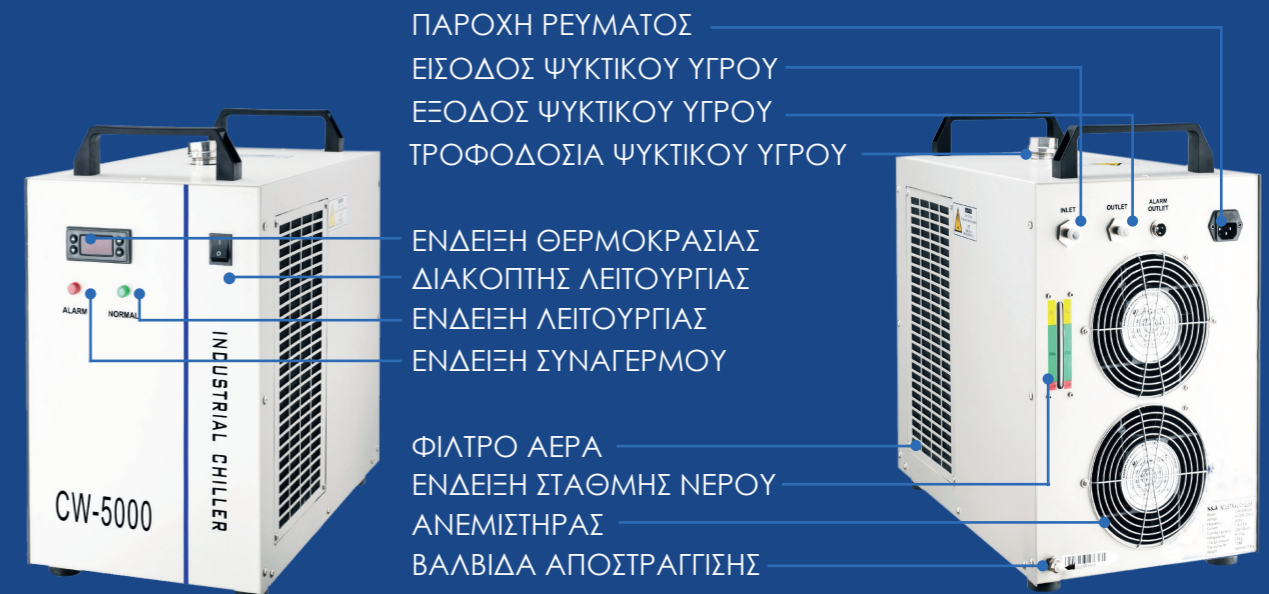 ΠΑΡΟΧΗ ΡΕΥΜΑΤΟΣ
ΕΙΣΟΔΟΣ ΨΥΚΤΙΚΟΥ ΥΓΡΟΥ
ΕΞΟΔΟΣ ΨΥΚΤΙΚΟΥ ΥΓΡΟΥ
ΤΡΟΦΟΔΟΣΙΑ ΨΥΚΤΙΚΟΥ ΥΓΡΟΥ
ΕΝΔΕΙΞΗ ΘΕΡΜΟΚΡΑΣΙΑΣ
ΔΙΑΚΟΠΤΗΣ ΛΕΙΤΟΥΡΓΙΑΣ
ΕΝΔΕΙΞΗ ΛΕΙΤΟΥΡΓΙΑΣ
ΕΝΔΕΙΞΗ ΣΥΝΑΓΕΡΜΟΥ
ΦΙΛΤΡΟ ΑΕΡΑ
ΕΝΔΕΙΞΗ ΣΤΑΘΜΗΣ ΝΕΡΟΥ
ΑΝΕΜΙΣΤΗΡΑΣ
ΒΑΛΒΙΔΑ ΑΠΟΣΤΡΑΓΓΙΣΗΣ
ALARM
NORMAL
INDUSTRIAL CHILLER
CW-5000
INLET
OUTLET
ALARM
OUTLET